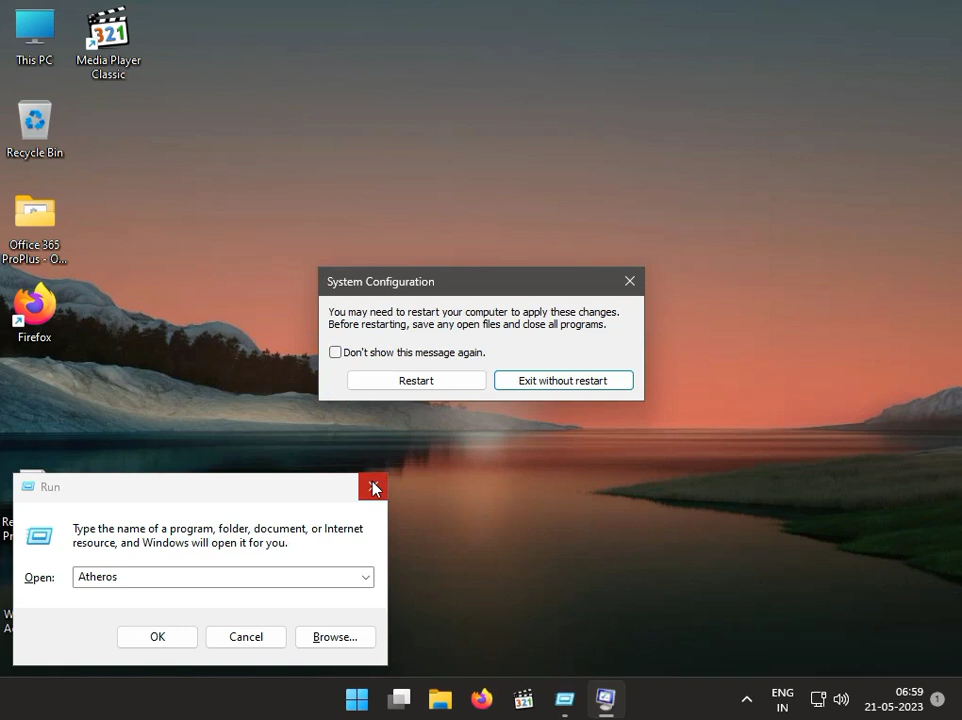 This PC
Media Player
Classic
321
Recycle Bin
Office 365
ProPlus - O...
Firefox
System Configuration
You may need to restart your computer to apply these changes.
Before restarting, save any open files and close all programs.
Don't show this message again.
Restart
Exit without restart
Run
Type the name of a program, folder, document, or Internet
resource, and Windows will open it for you.
Open:
Atheros
OK
Cancel
Browse...
321
ENG
IN
06:59
21-05-2023
1